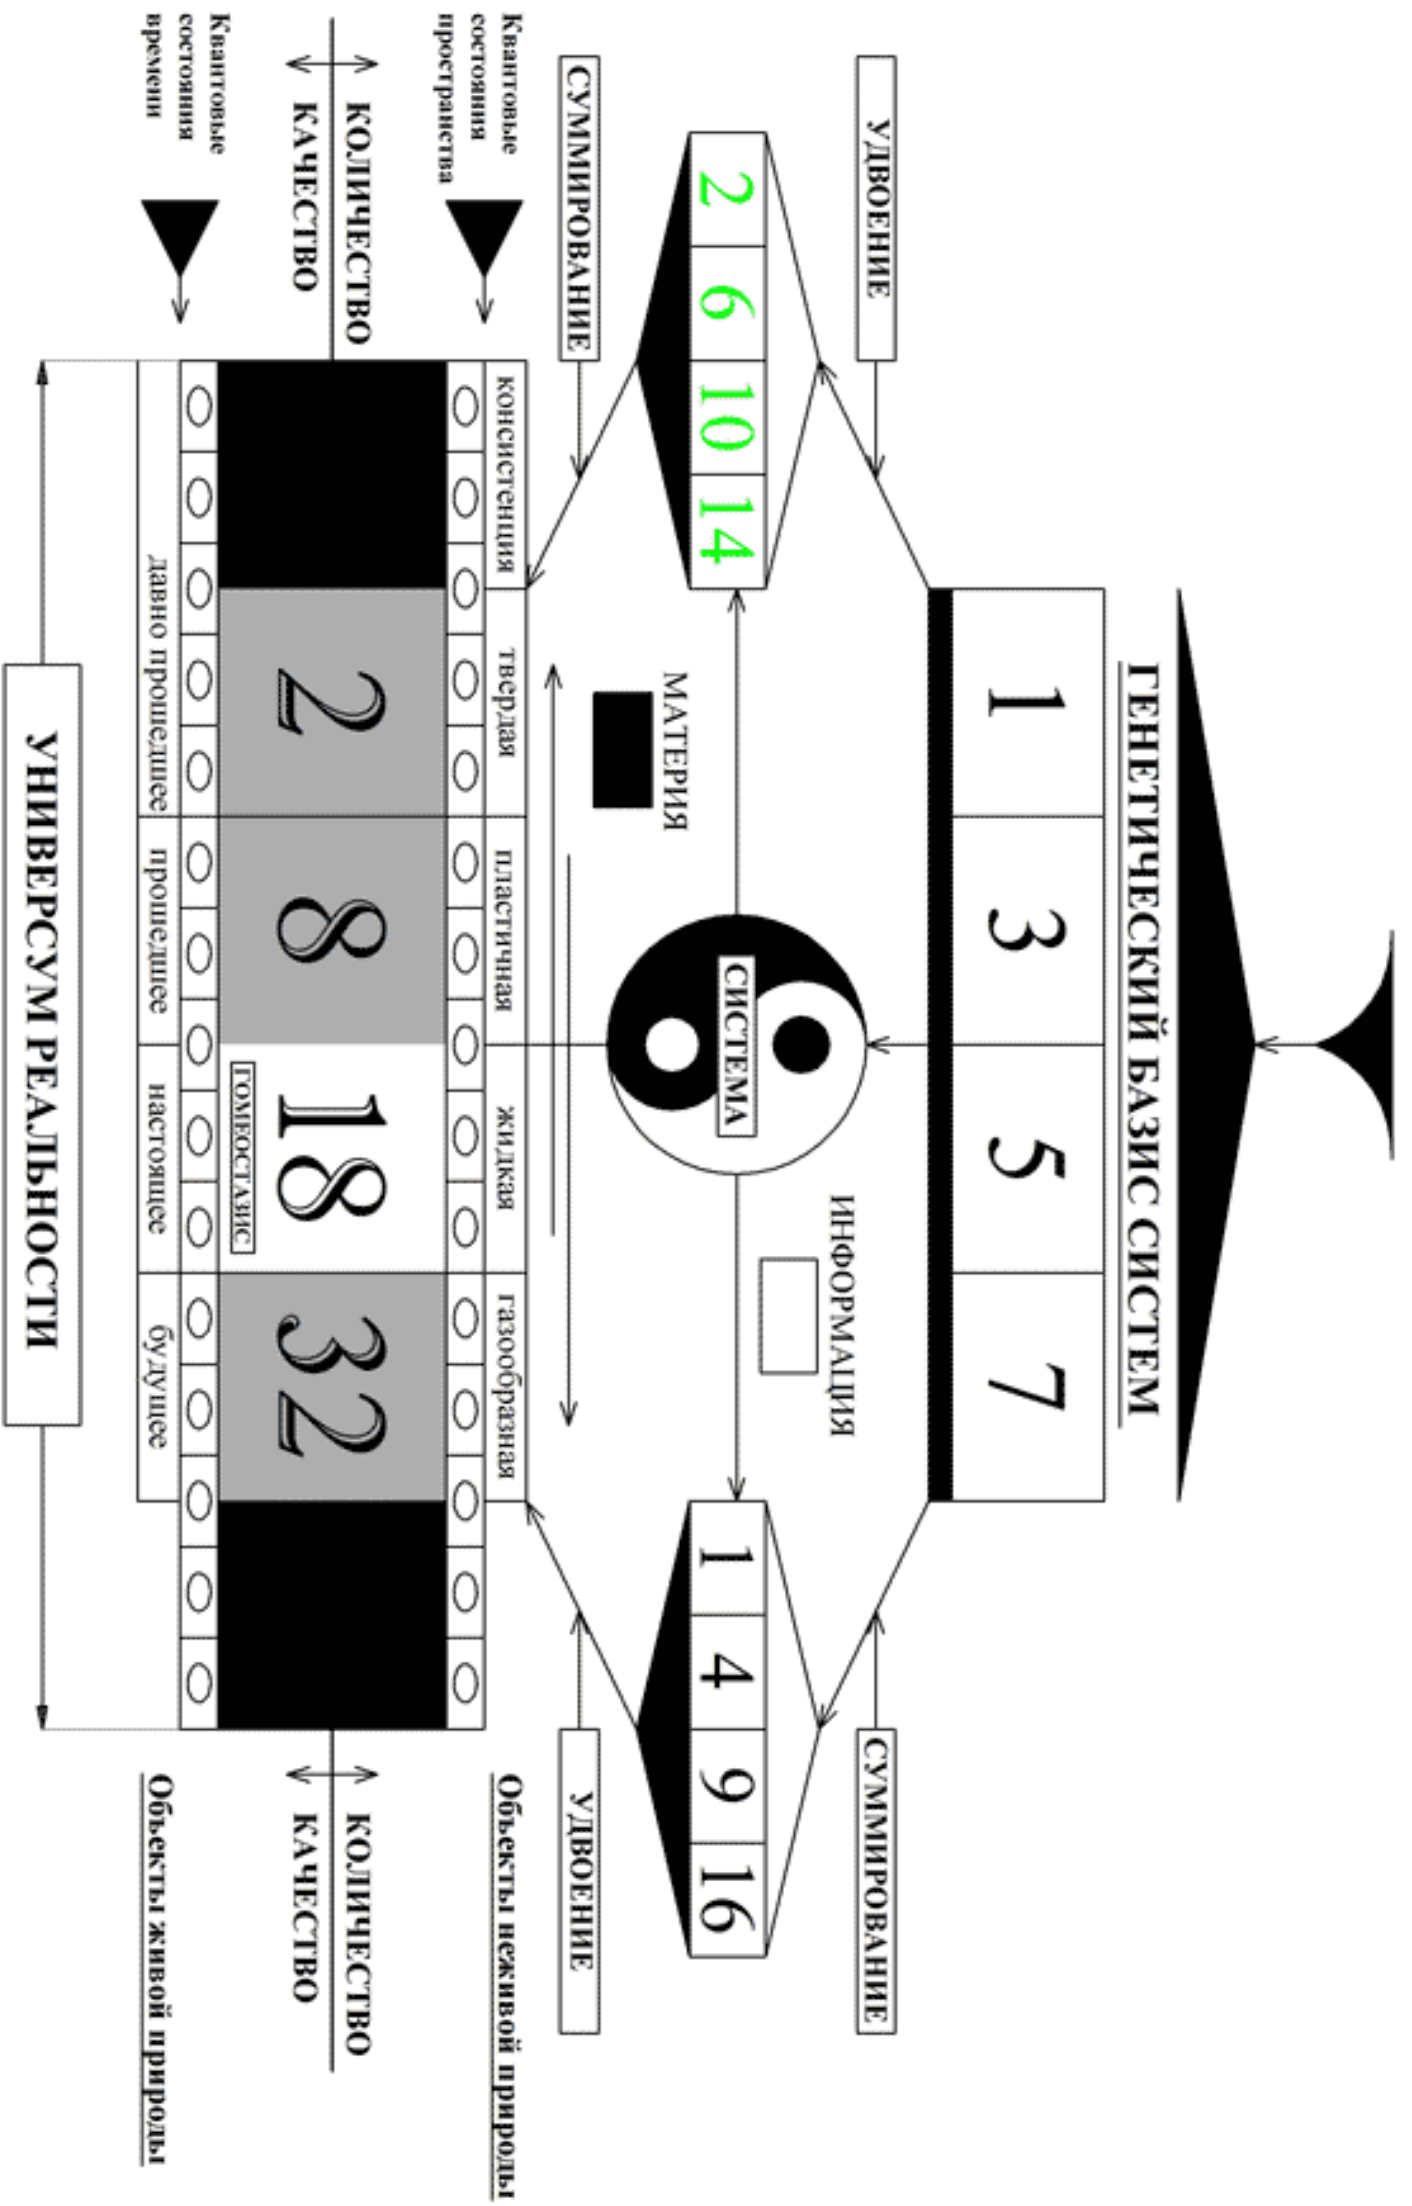 ГЕНЕТИЧЕСКИЙ БАЗИС СИСТЕМ
1 3 5 7
УДВОЕНИЕ
СУММИРОВАНИЕ
ИНФОРМАЦИЯ
2 6 10 14
СИСТЕМА
1 4 9 16
МАТЕРИЯ
СУММИРОВАНИЕ
УДВОЕНИЕ
Квантовые
состояния
пространства
консистенция
твердая
пластичная
жидкая
газообразная
Объекты неживой природы
КОЛИЧЕСТВО
КАЧЕСТВО
2 8 18 32
ГОМЕОСТАЗИС
КОЛИЧЕСТВО
КАЧЕСТВО
Квантовые
состояния
времени
давно прошедшее
прошедшее
настоящее
будущее
Объекты живой природы
УНИВЕРСУМ РЕАЛЬНОСТИ